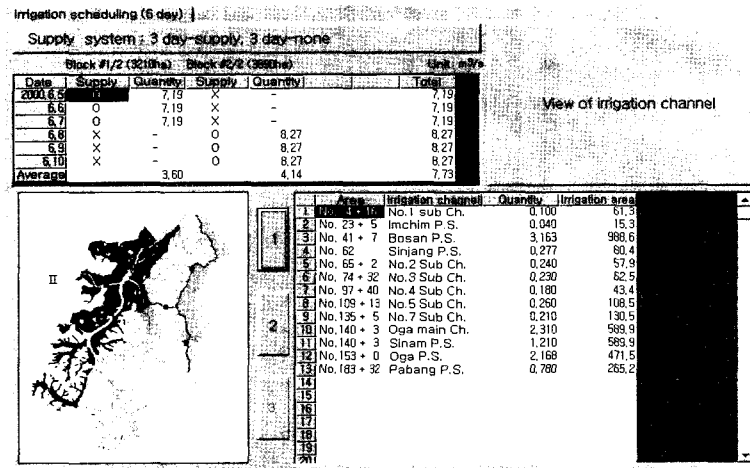 Irrigation scheduling (6 day)
Supply system : 3 day-supply, 3 day-none
Block #1/2 (3210ha) Block #2/2 (3690ha) Unit m3/s
Date Supply Quantity Supply Quantity Total
2000,6,5 O 7,19 X - 7,19
6,6 O 7,19 X - 7,19
6,7 O 7,19 X - 7,19
6,8 X - O 8,27 8,27
6,9 X - O 8,27 8,27
6,10 X - O 8,27 8,27
Average 3,60 4,14 7,73
View of irrigation channel
II
1
2
3
Area Irrigation channel Quantity Irrigation area
1 No.1 sub Ch. 0,100 61,3
2 No, 23 + 5 Imchim P.S. 0,040 15,3
3 No, 41 + 7 Bosan P.S. 3,163 988,6
4 No, 62 Sinjang P.S. 0,277 80,4
5 No, 65 + 2 No.2 Sub Ch. 0,240 57,9
6 No, 74 + 32 No.3 Sub Ch. 0,230 62,5
7 No, 97 + 40 No.4 Sub Ch. 0,180 43,4
8 No,109 + 13 No.5 Sub Ch. 0,260 108,5
9 No,135 + 5 No.7 Sub Ch. 0,210 130,5
10 No,140 + 3 Oga main Ch. 2,310 589,9
11 No,140 + 3 Sinam P.S. 1,210 589,9
12 No,153 + 0 Oga P.S. 2,168 471,5
13 No,183 + 32 Pabang P.S. 0,780 265,2
14
15
16
17
18
19
20